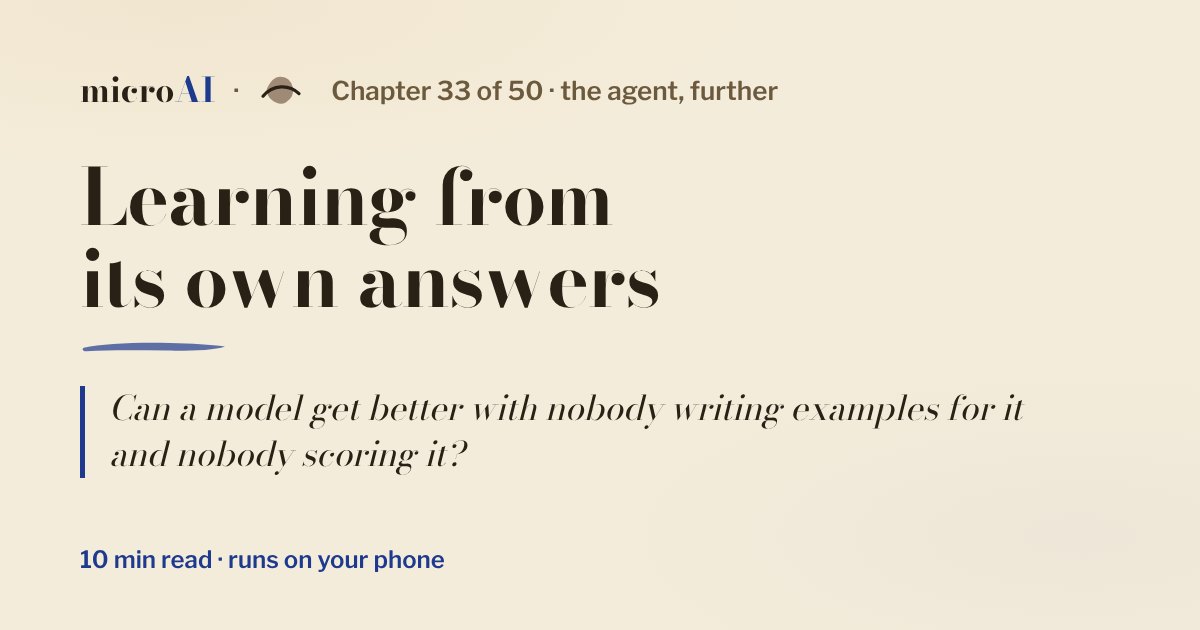 microAI · Chapter 33 of 50 · the agent, further
Learning from
its own answers
Can a model get better with nobody writing examples for it
and nobody scoring it?
10 min read · runs on your phone